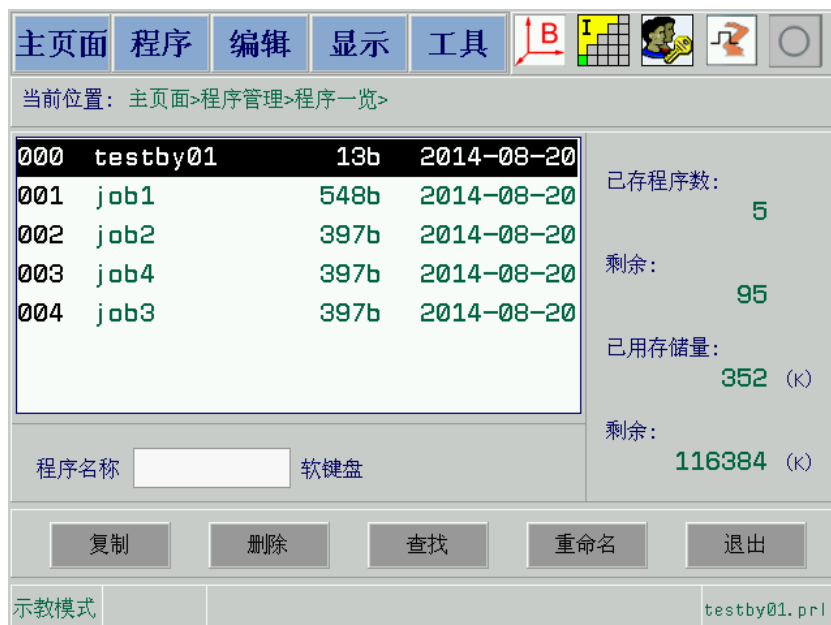 主页面 程序 编辑 显示 工具 B I
当前位置: 主页面>程序管理>程序一览>
000 testby01 13b 2014-08-20
001 job1 548b 2014-08-20
002 job2 397b 2014-08-20
003 job4 397b 2014-08-20
004 job3 397b 2014-08-20
已存程序数:
5
剩余:
95
已用存储量:
352 (K)
剩余:
116384 (K)
程序名称 软键盘
复制 删除 查找 重命名 退出
示教模式 testby01.prl